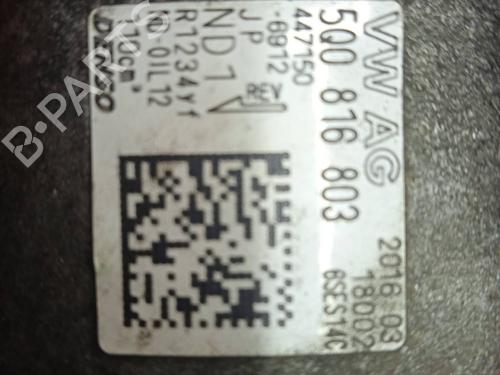 VW AG
5Q0 816 803
447150
6912
REV
JP
ND1
R1234yf
OIL12
110cm³
DENSO
2016.03
18002
6SES14C
B-PARTS